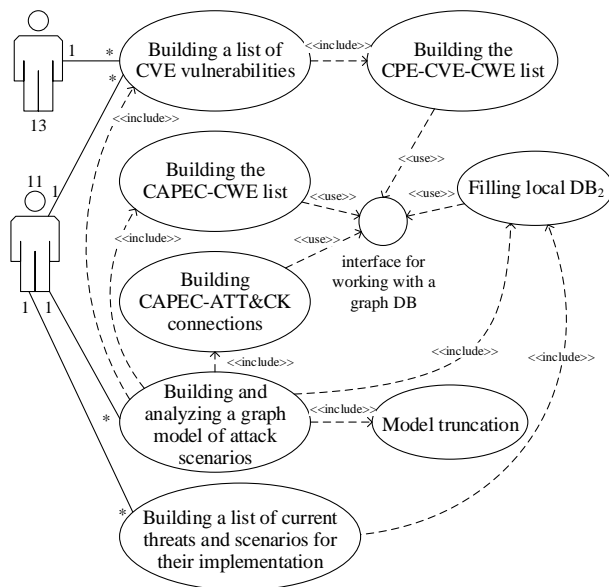 1
*
13
Building a list of
CVE vulnerabilities
<<include>>
Building the
CPE-CVE-CWE list
*
<<include>>
<<use>>
11
1
Building the
CAPEC-CWE list
<<use>>
<<use>>
Filling local DB2
<<include>>
<<use>>
interface for
working with a
graph DB
Building
CAPEC-ATT&CK
connections
1
1
<<include>>
<<include>>
<<include>>
*
Building and
analyzing a graph
model of attack
scenarios
<<include>>
Model truncation
*
Building a list of current
threats and scenarios for
their implementation